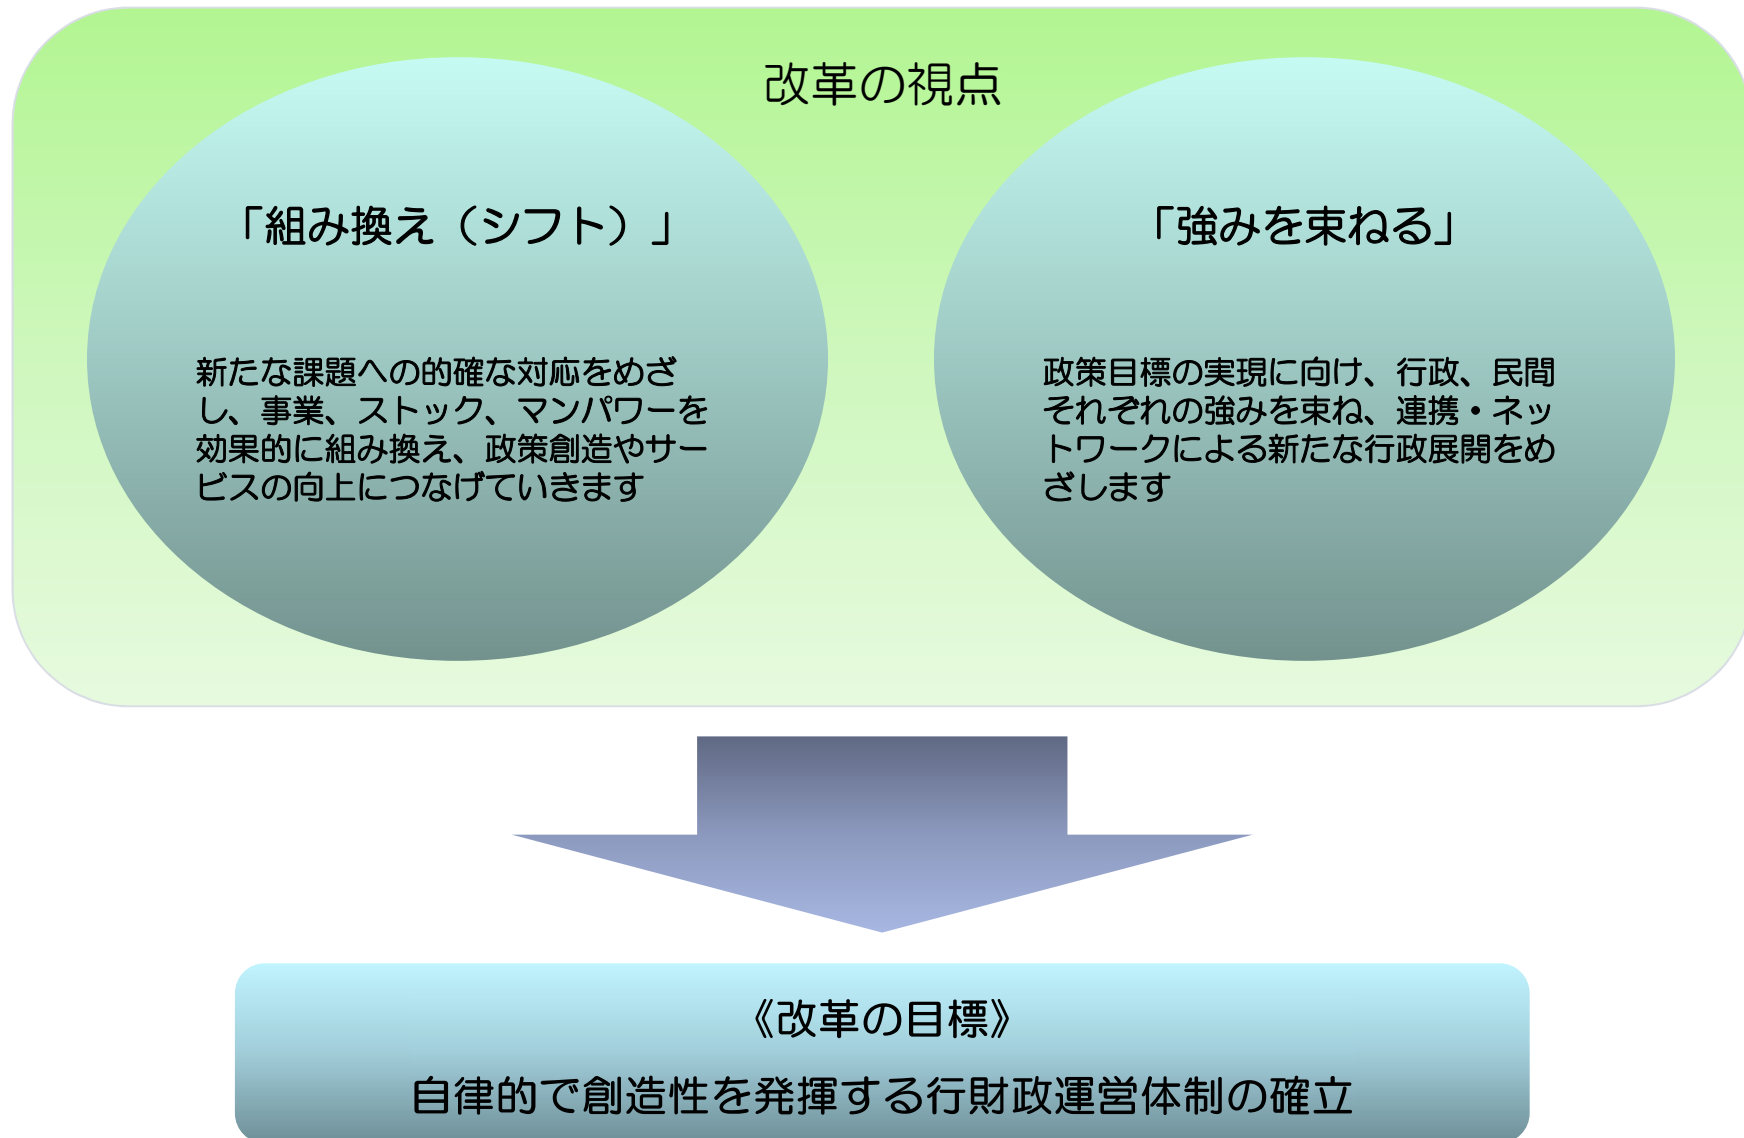 改革の視点
「組み換え（シフト）」
新たな課題への的確な対応をめざ
し、事業、ストック、マンパワーを
効果的に組み換え、政策創造やサー
ビスの向上につなげていきます
「強みを束ねる」
政策目標の実現に向け、行政、民間
それぞれの強みを束ね、連携・ネッ
トワークによる新たな行政展開をめ
ざします
《改革の目標》
自律的で創造性を発揮する行財政運営体制の確立